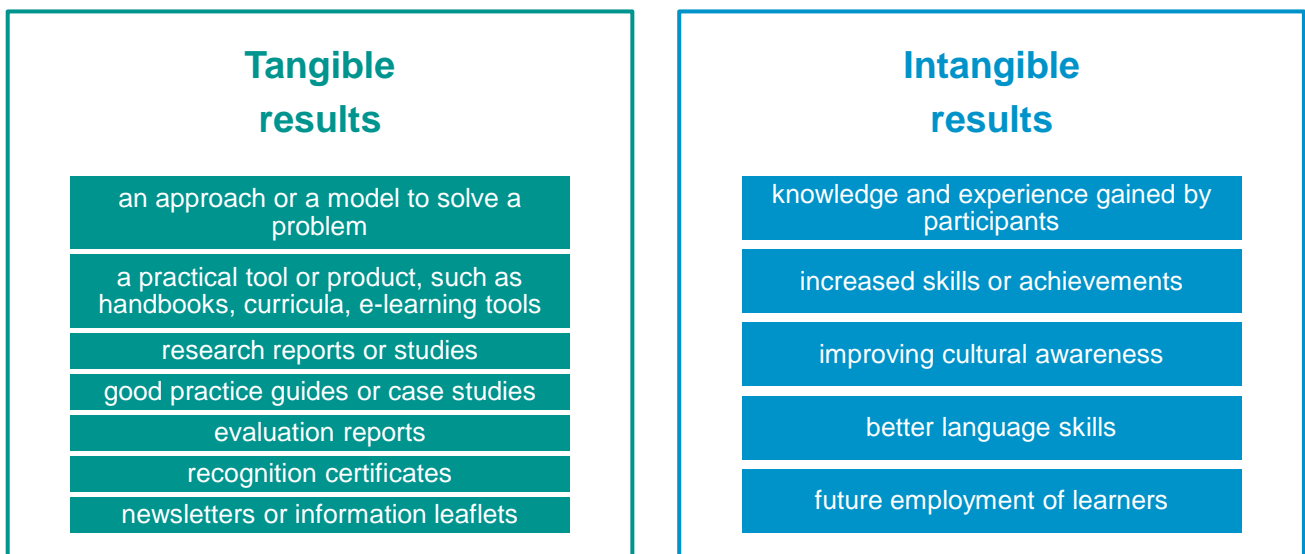 Tangible
results
an approach or a model to solve a
problem
a practical tool or product, such as
handbooks, curricula, e-learning tools
research reports or studies
good practice guides or case studies
evaluation reports
recognition certificates
newsletters or information leaflets
Intangible
results
knowledge and experience gained by
participants
increased skills or achievements
improving cultural awareness
better language skills
future employment of learners